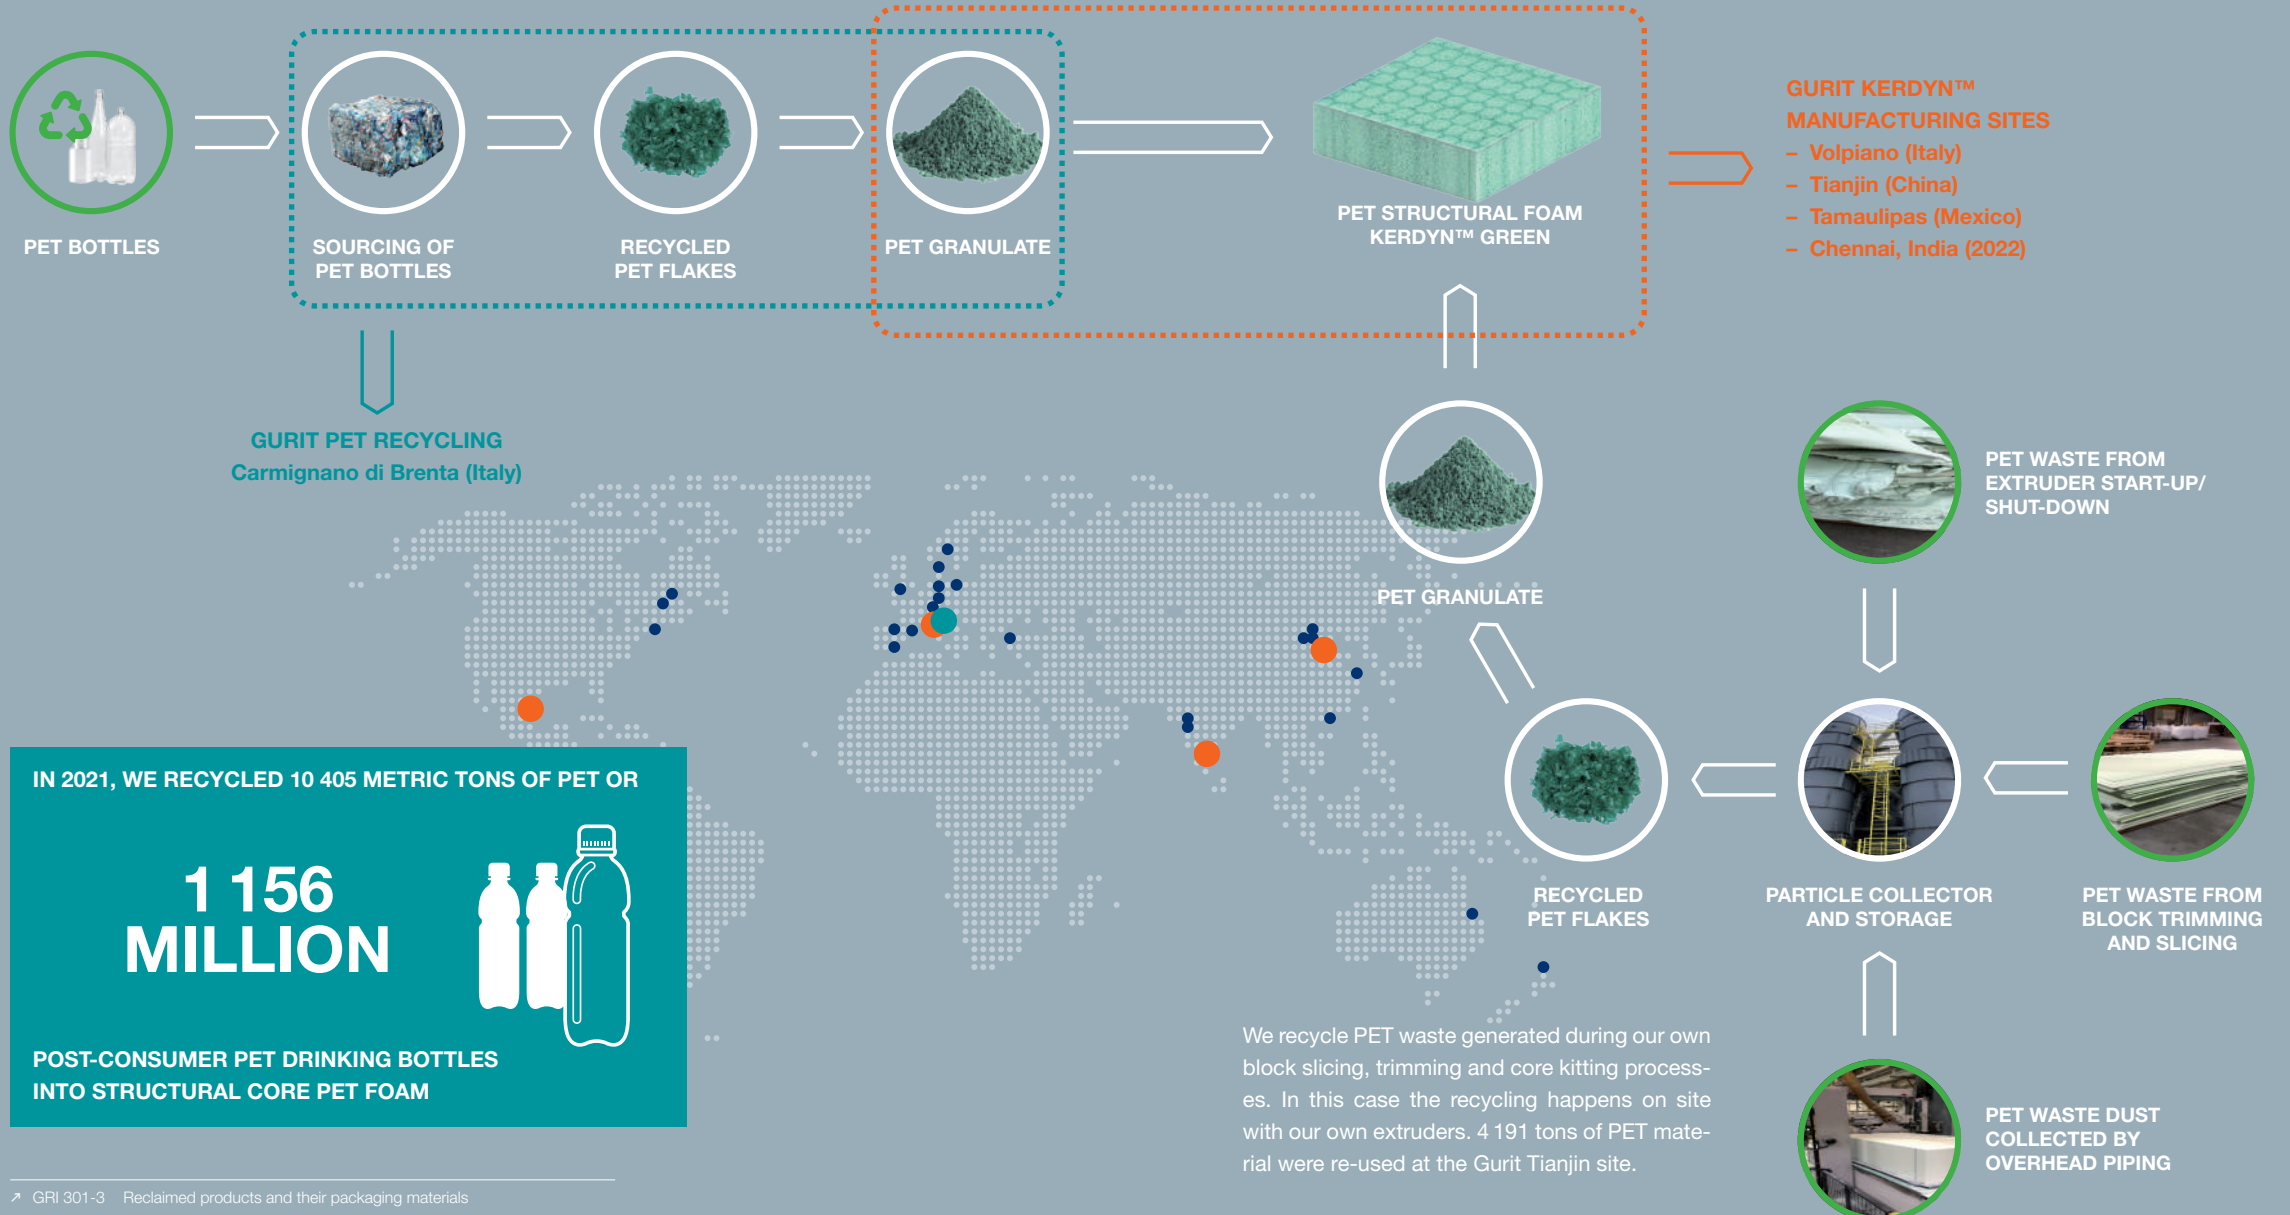 PET BOTTLES
SOURCING OF
PET BOTTLES
RECYCLED
PET FLAKES
PET GRANULATE
PET STRUCTURAL FOAM
KERDYN™ GREEN
GURIT KERDYN™
MANUFACTURING SITES
– Volpiano (Italy)
– Tianjin (China)
– Tamaulipas (Mexico)
– Chennai, India (2022)
GURIT PET RECYCLING
Carmignano di Brenta (Italy)
PET GRANULATE
PET WASTE FROM
EXTRUDER START-UP/
SHUT-DOWN
RECYCLED
PET FLAKES
PARTICLE COLLECTOR
AND STORAGE
PET WASTE FROM
BLOCK TRIMMING
AND SLICING
PET WASTE DUST
COLLECTED BY
OVERHEAD PIPING
IN 2021, WE RECYCLED 10 405 METRIC TONS OF PET OR
1 156
MILLION
POST-CONSUMER PET DRINKING BOTTLES
INTO STRUCTURAL CORE PET FOAM
We recycle PET waste generated during our own
block slicing, trimming and core kitting process-
es. In this case the recycling happens on site
with our own extruders. 4 191 tons of PET mate-
rial were re-used at the Gurit Tianjin site.
↗ GRI 301-3 Reclaimed products and their packaging materials